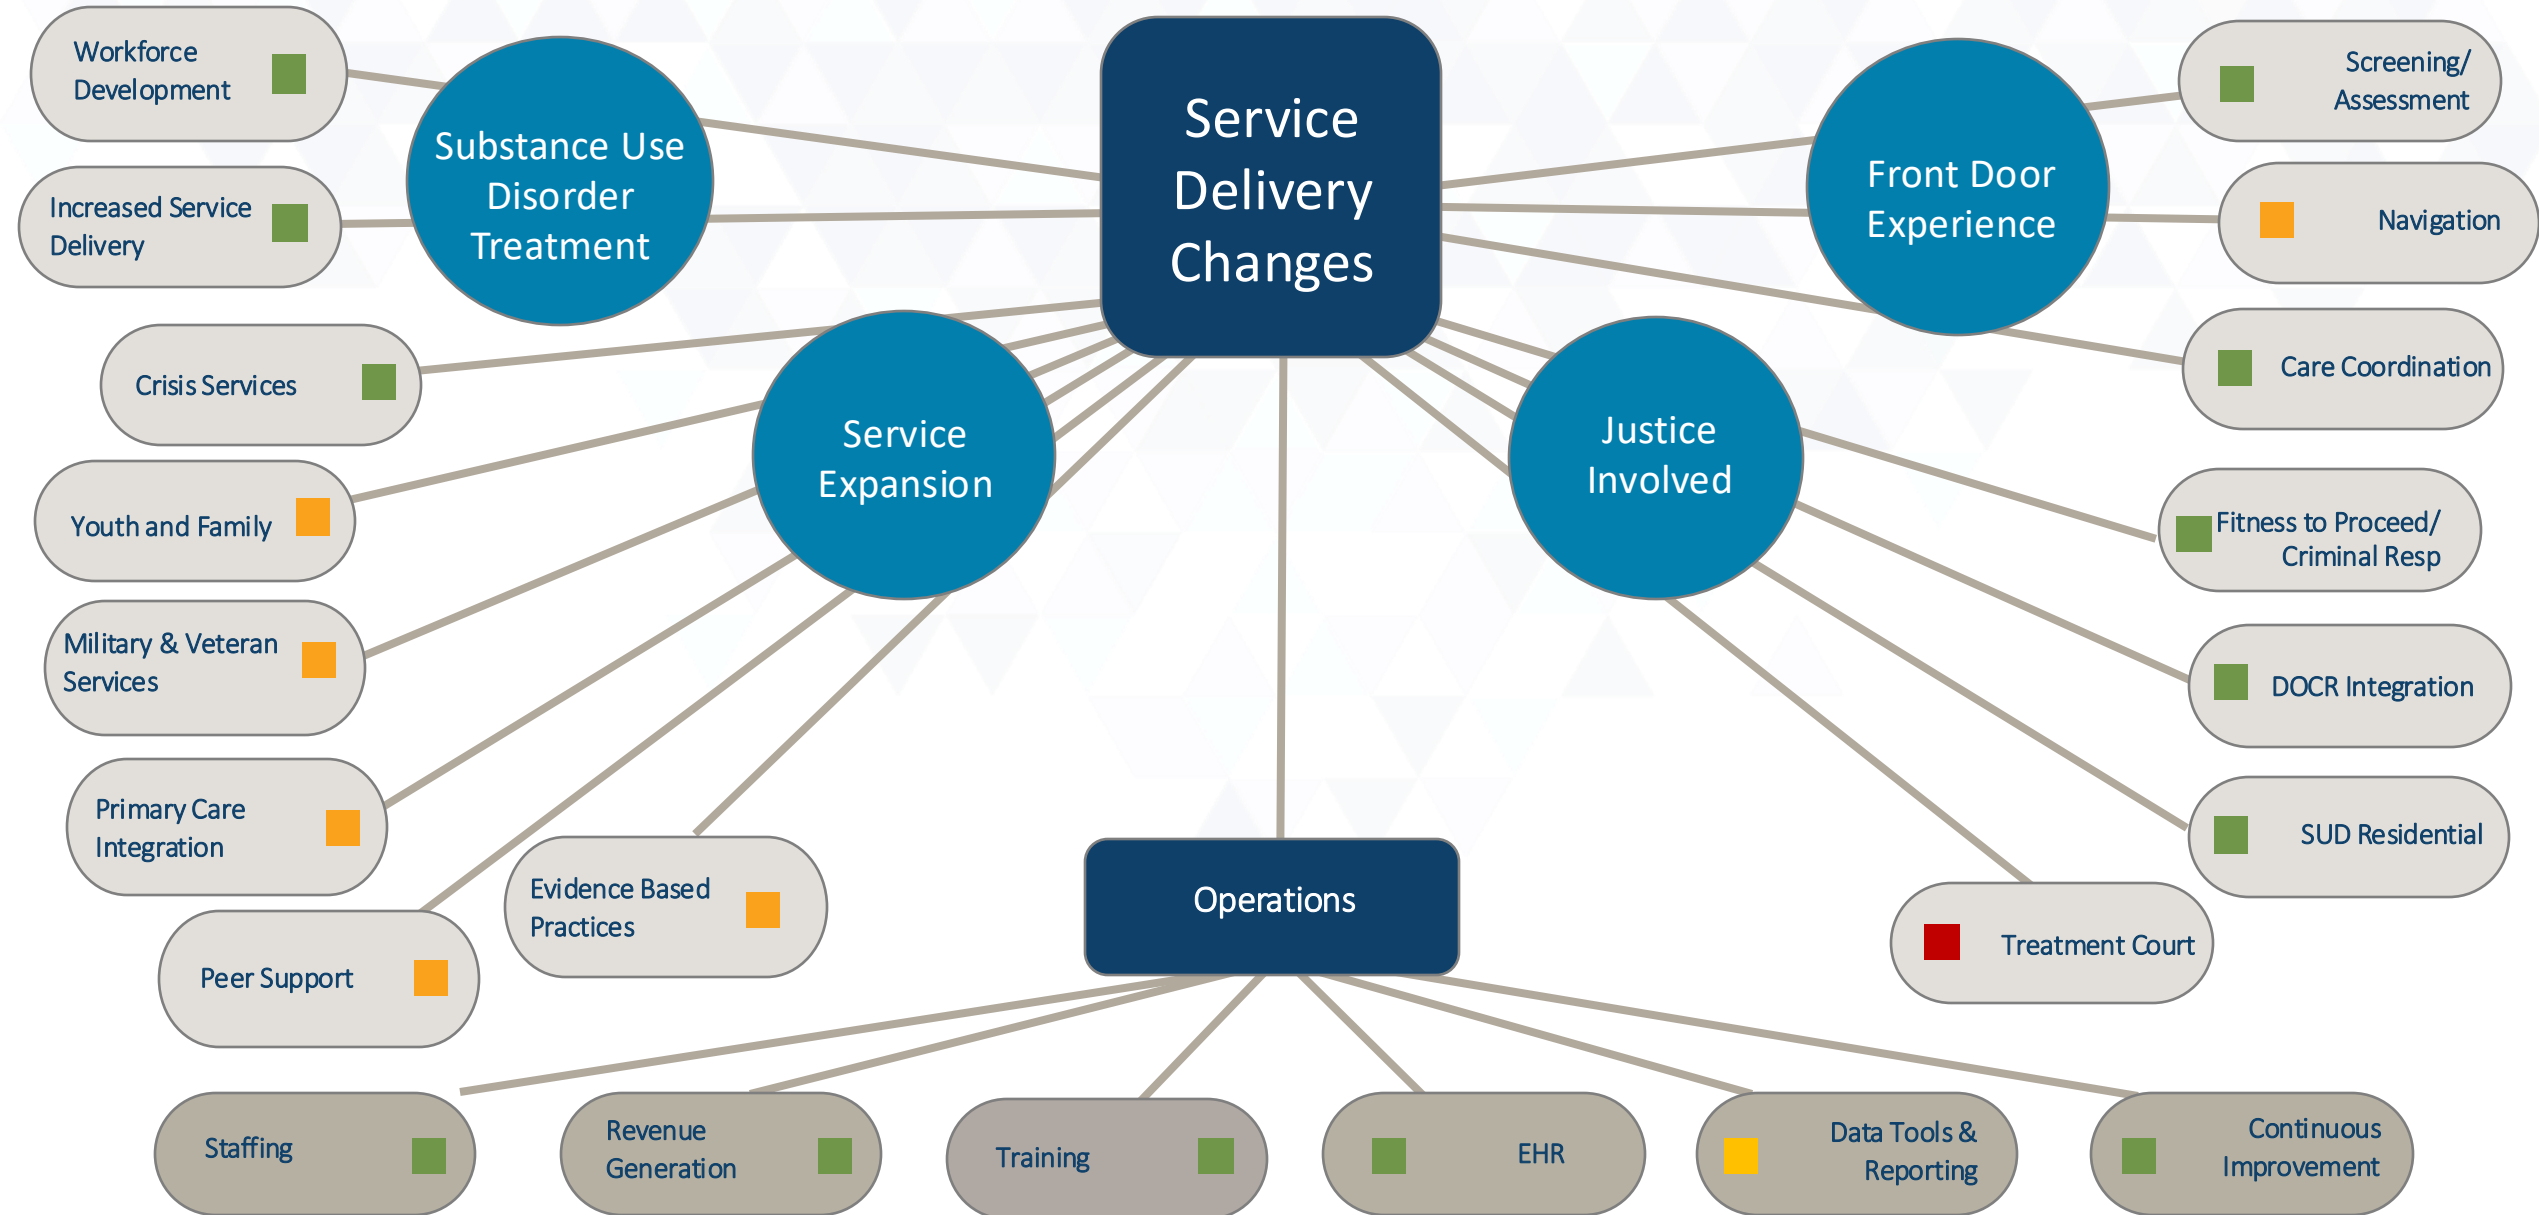 Service
Delivery
Changes
Substance Use
Disorder
Treatment
Workforce
Development
Increased Service
Delivery
Front Door
Experience
Screening/
Assessment
Navigation
Care Coordination
Service
Expansion
Crisis Services
Youth and Family
Military & Veteran
Services
Primary Care
Integration
Peer Support
Evidence Based
Practices
Justice
Involved
Fitness to Proceed/
Criminal Resp
DOCR Integration
SUD Residential
Treatment Court
Operations
Staffing
Revenue
Generation
Training
EHR
Data Tools &
Reporting
Continuous
Improvement